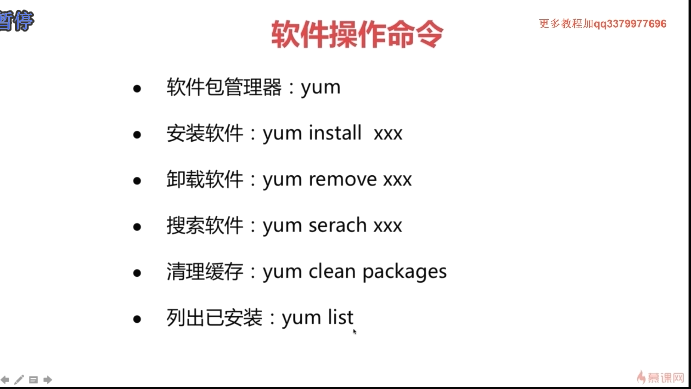 暂停
软件操作命令
更多教程加qq3379977696
● 软件包管理器：yum
● 安装软件：yum install  xxx
● 卸载软件：yum remove xxx
● 搜索软件：yum serach xxx
● 清理缓存：yum clean packages
● 列出已安装：yum list
慕课网